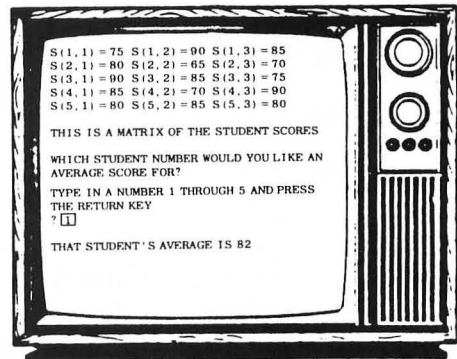 S(1,1) = 75 S(1,2) = 90 S(1,3) = 85
S(2,1) = 80 S(2,2) = 65 S(2,3) = 70
S(3,1) = 90 S(3,2) = 85 S(3,3) = 75
S(4,1) = 85 S(4,2) = 70 S(4,3) = 90
S(5,1) = 80 S(5,2) = 85 S(5,3) = 80
THIS IS A MATRIX OF THE STUDENT SCORES
WHICH STUDENT NUMBER WOULD YOU LIKE AN
AVERAGE SCORE FOR?
TYPE IN A NUMBER 1 THROUGH 5 AND PRESS
THE RETURN KEY
? 1
THAT STUDENT'S AVERAGE IS 82